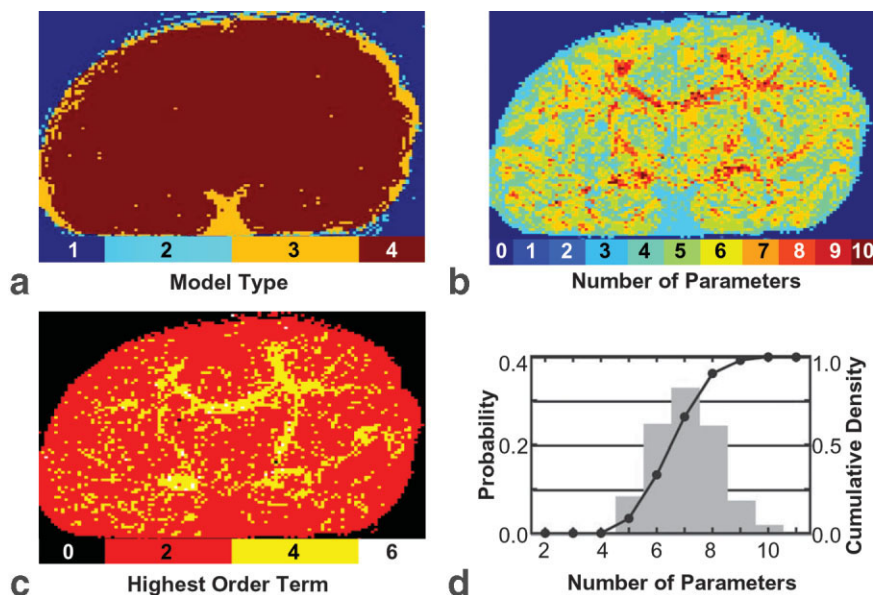 1 2 3 4
a Model Type
0 1 2 3 4 5 6 7 8 9 10
b Number of Parameters
0 2 4 6
c Highest Order Term
0.4 1.0
Probability
0.2 0.5
Cumulative Density
0.0 0.0
2 4 6 8 10
d Number of Parameters